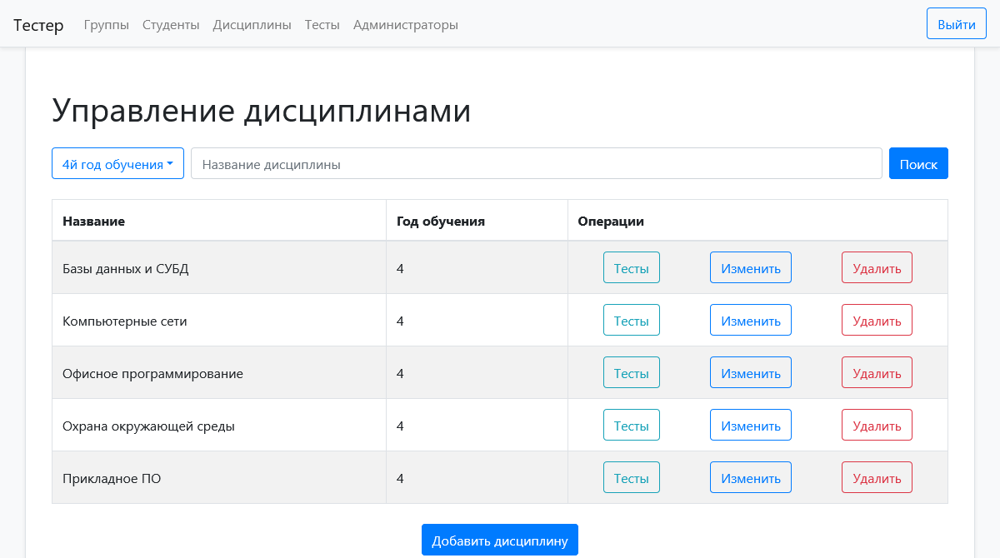 Тестер Группы Студенты Дисциплины Тесты Администраторы Выйти
Управление дисциплинами
4й год обучения Название дисциплины Поиск
Название Год обучения Операции
Базы данных и СУБД 4 Тесты Изменить Удалить
Компьютерные сети 4 Тесты Изменить Удалить
Офисное программирование 4 Тесты Изменить Удалить
Охрана окружающей среды 4 Тесты Изменить Удалить
Прикладное ПО 4 Тесты Изменить Удалить
Добавить дисциплину